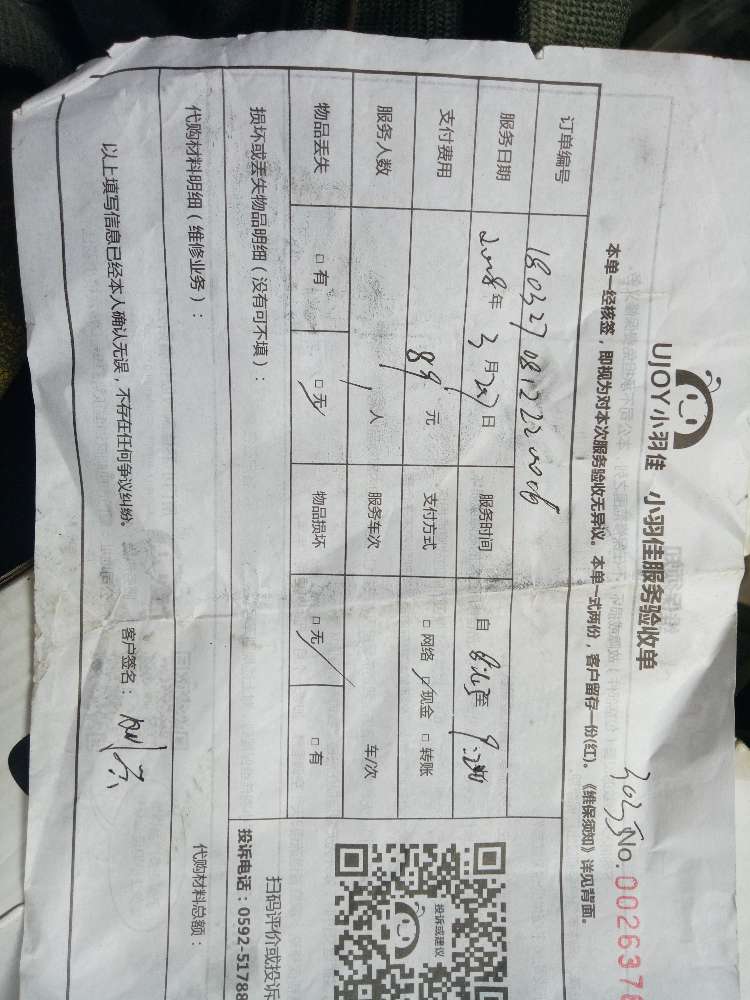 UJOY小羽佳 小羽佳服务验收单
No.002637
本单一经核签，即视为对本次服务验收无异议。本单一式两份，客户留存一份(红)。《维保须知》详见背面。
订单编号
服务日期 2018年3月27日 服务时间 自 至
支付费用 89元 支付方式 □网络 □现金 □转账
服务人数 1人 服务车次 车/次
物品丢失 □有 □无 物品损坏 □无 □有
损坏或丢失物品明细（没有可不填）：
代购材料明细（维修业务）： 代购材料总额：
以上填写信息已经本人确认无误，不存在任何争议纠纷。 客户签名：
投诉或建议
扫码评价或投诉
投诉电话：0592-51788